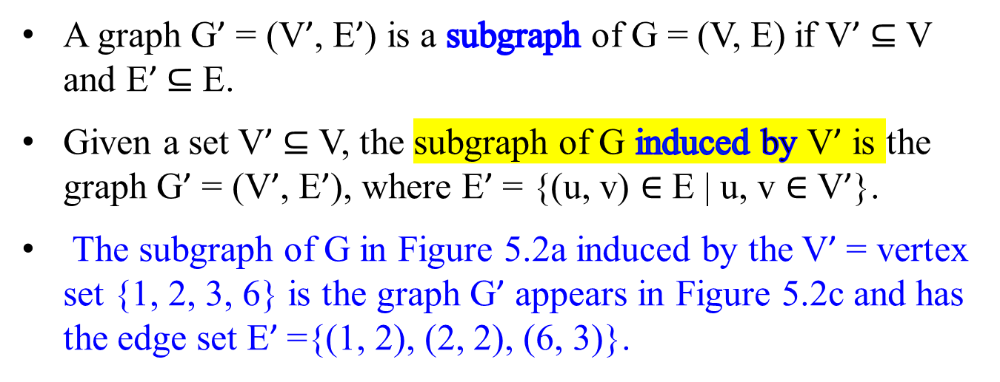 • A graph G′ = (V′, E′) is a subgraph of G = (V, E) if V′ ⊆ V
and E′ ⊆ E.
• Given a set V′ ⊆ V, the subgraph of G induced by V′ is the
graph G′ = (V′, E′), where E′ = {(u, v) ∈ E | u, v ∈ V′}.
• The subgraph of G in Figure 5.2a induced by the V′ = vertex
set {1, 2, 3, 6} is the graph G′ appears in Figure 5.2c and has
the edge set E′ ={(1, 2), (2, 2), (6, 3)}.